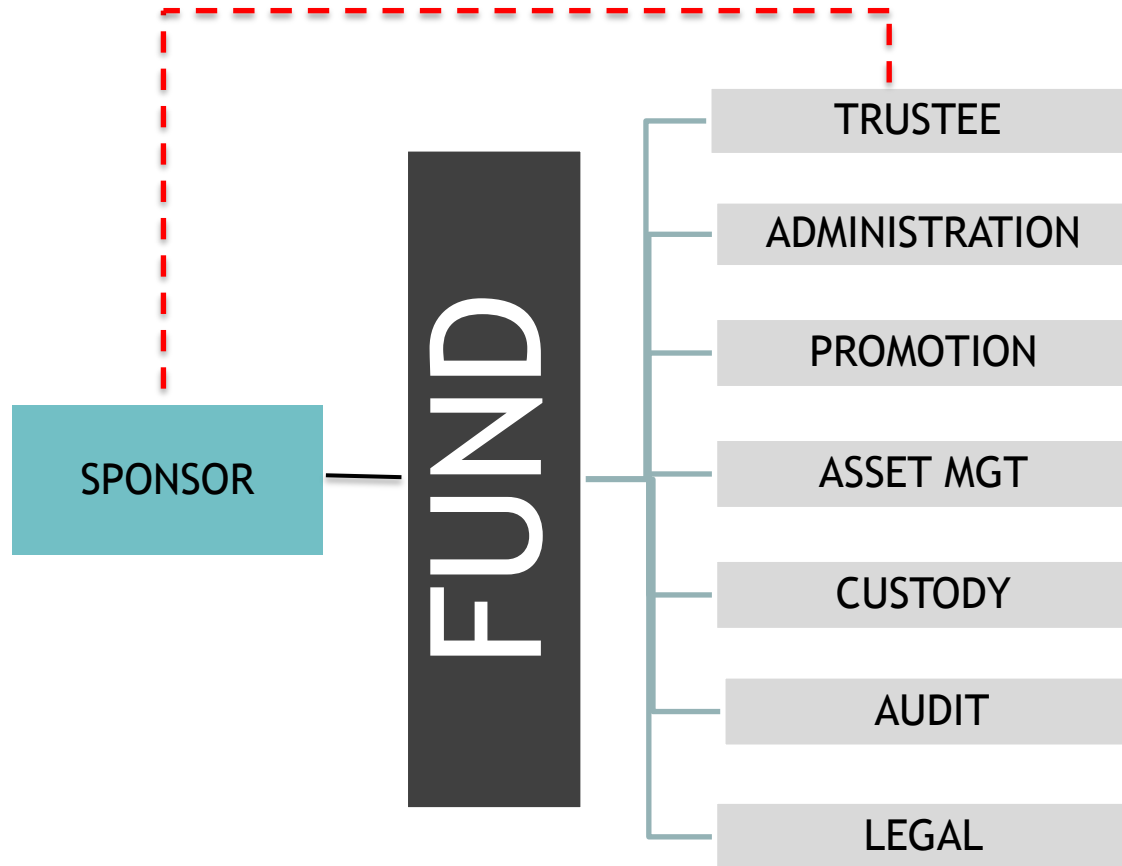 SPONSOR
FUND
TRUSTEE
ADMINISTRATION
PROMOTION
ASSET MGT
CUSTODY
AUDIT
LEGAL